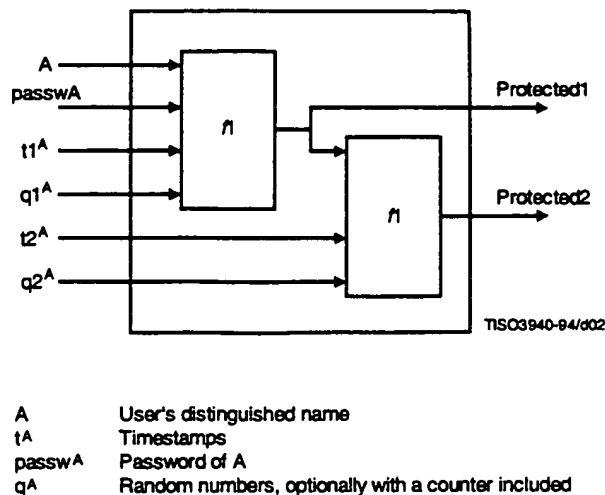 A
passwA
t1A
q1A
t2A
q2A
f1
f1
Protected1
Protected2
TISO3940-94/d02
A User's distinguished name
tA Timestamps
passwA Password of A
qA Random numbers, optionally with a counter included